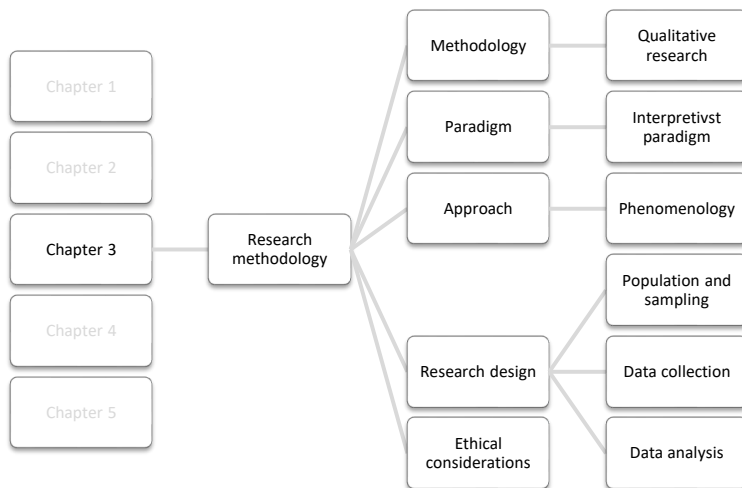 Chapter 1
Chapter 2
Chapter 3
Chapter 4
Chapter 5
Research
methodology
Methodology
Qualitative
research
Paradigm
Interpretivst
paradigm
Approach
Phenomenology
Research design
Population and
sampling
Data collection
Data analysis
Ethical
considerations